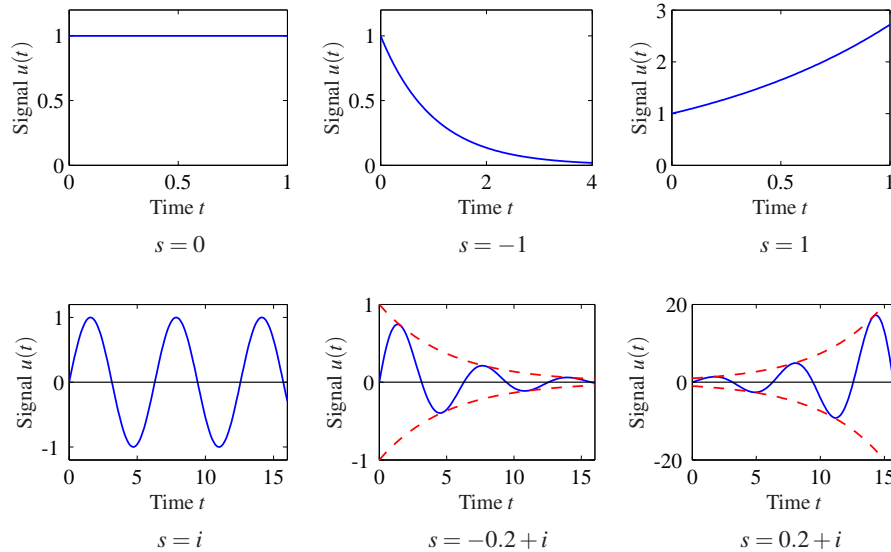 Signal u(t)
1
0.5
0
0
0.5
1
Time t
s = 0
Signal u(t)
1
0.5
0
0
2
4
Time t
s = −1
Signal u(t)
3
2
1
0
0
1
Time t
s = 1
Signal u(t)
1
0
-1
0
5
10
15
Time t
s = i
Signal u(t)
1
0
-1
0
5
10
15
Time t
s = −0.2 + i
Signal u(t)
20
0
-20
0
5
10
15
Time t
s = 0.2 + i